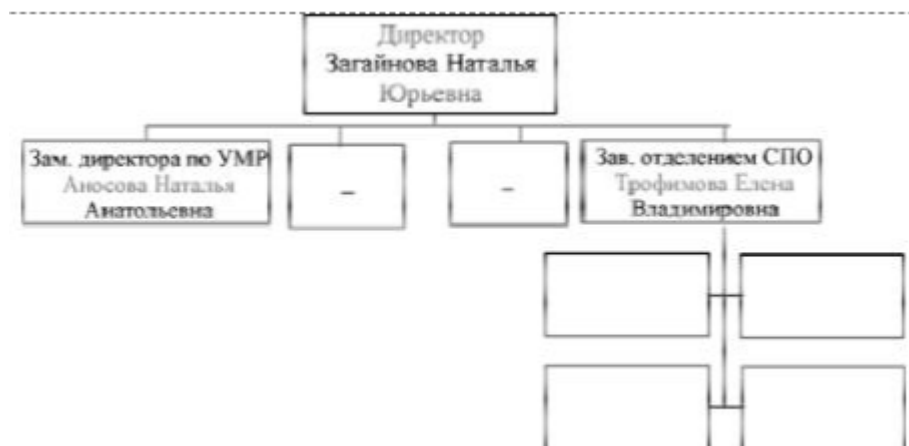 Директор
Загайнова Наталья
Юрьевна
Зам. директора по УМР
Аносова Наталья
Анатольевна
–
–
Зав. отделением СПО
Трофимова Елена
Владимировна